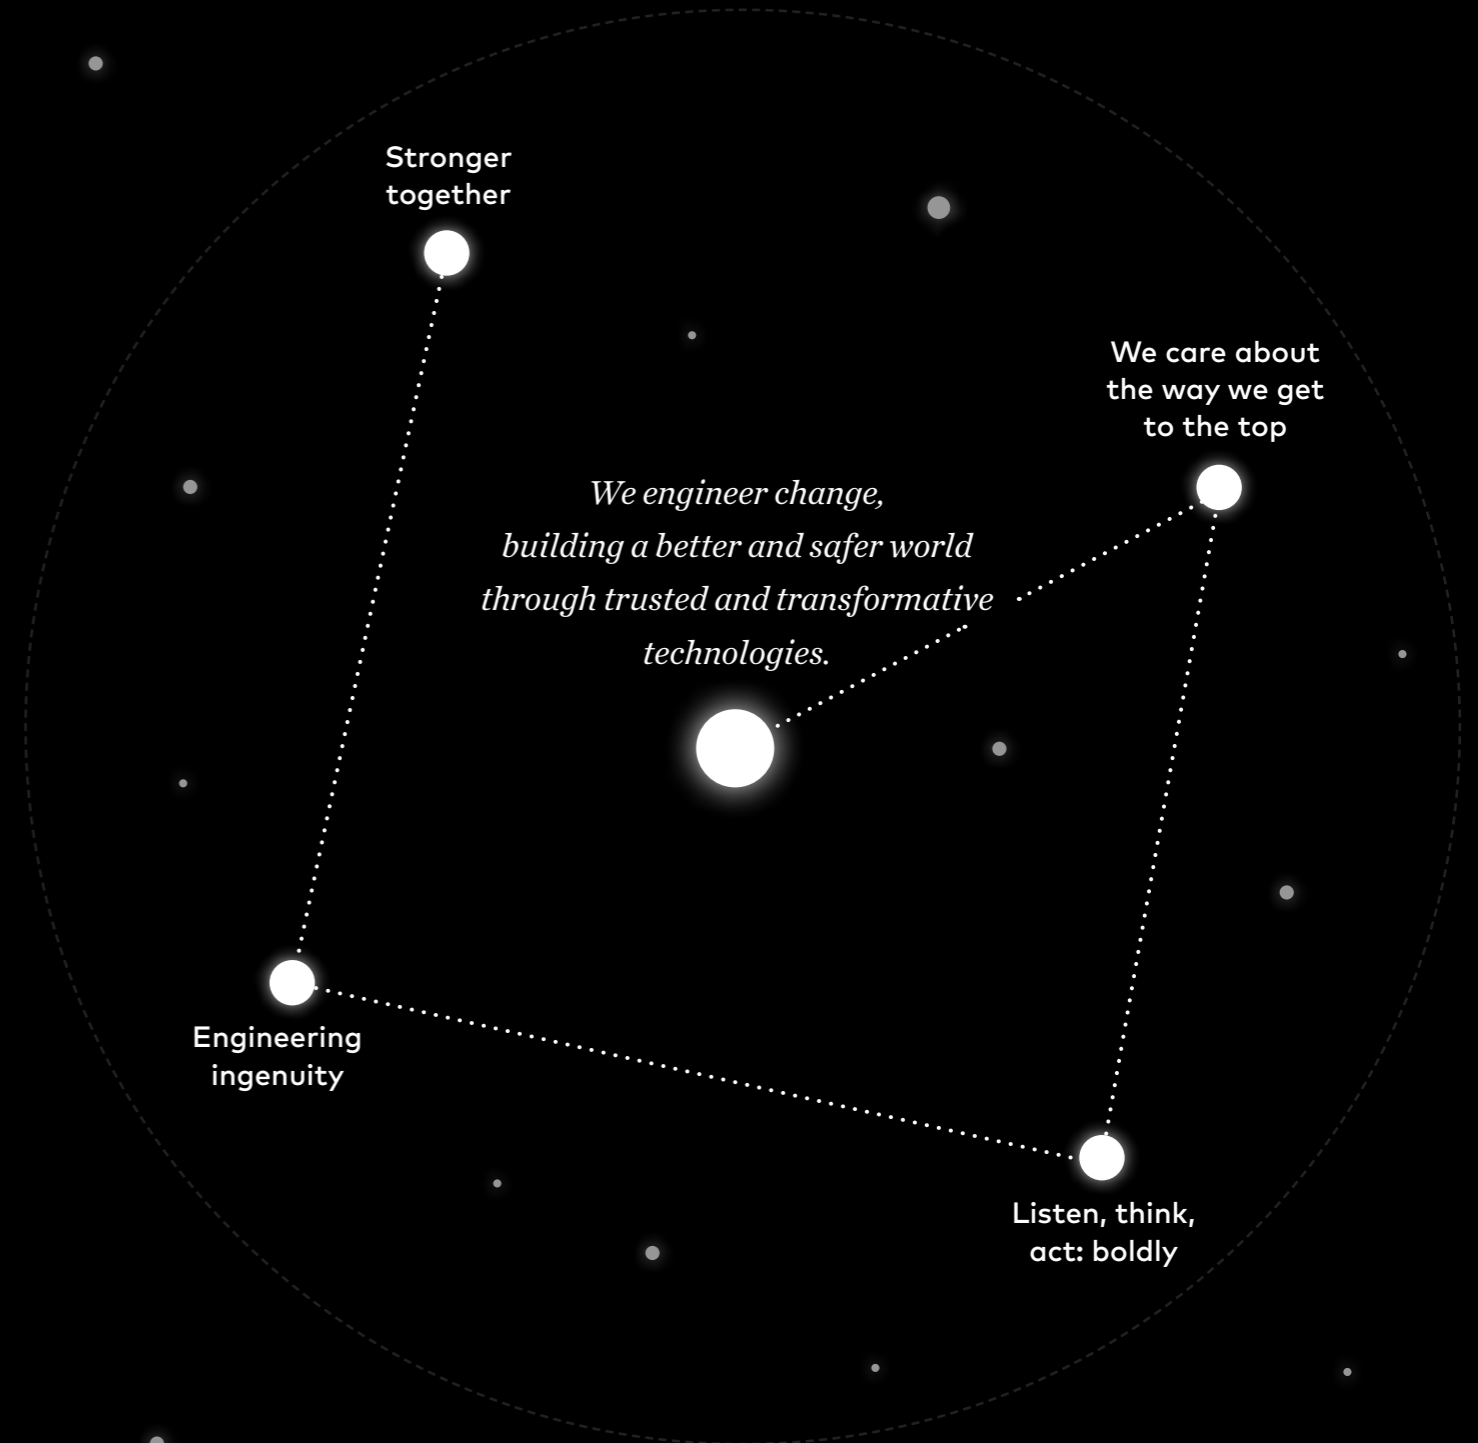 Stronger
together
We care about
the way we get
to the top
We engineer change,
building a better and safer world
through trusted and transformative
technologies.
Engineering
ingenuity
Listen, think,
act: boldly